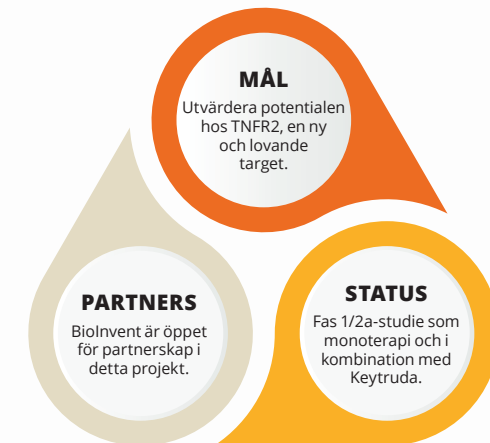 MÅL
Utvärdera potentialen
hos TNFR2, en ny
och lovande
target.
PARTNERS
BioInvent är öppet
för partnerskap i
detta projekt.
STATUS
Fas 1/2a-studie som
monoterapi och i
kombination med
Keytruda.